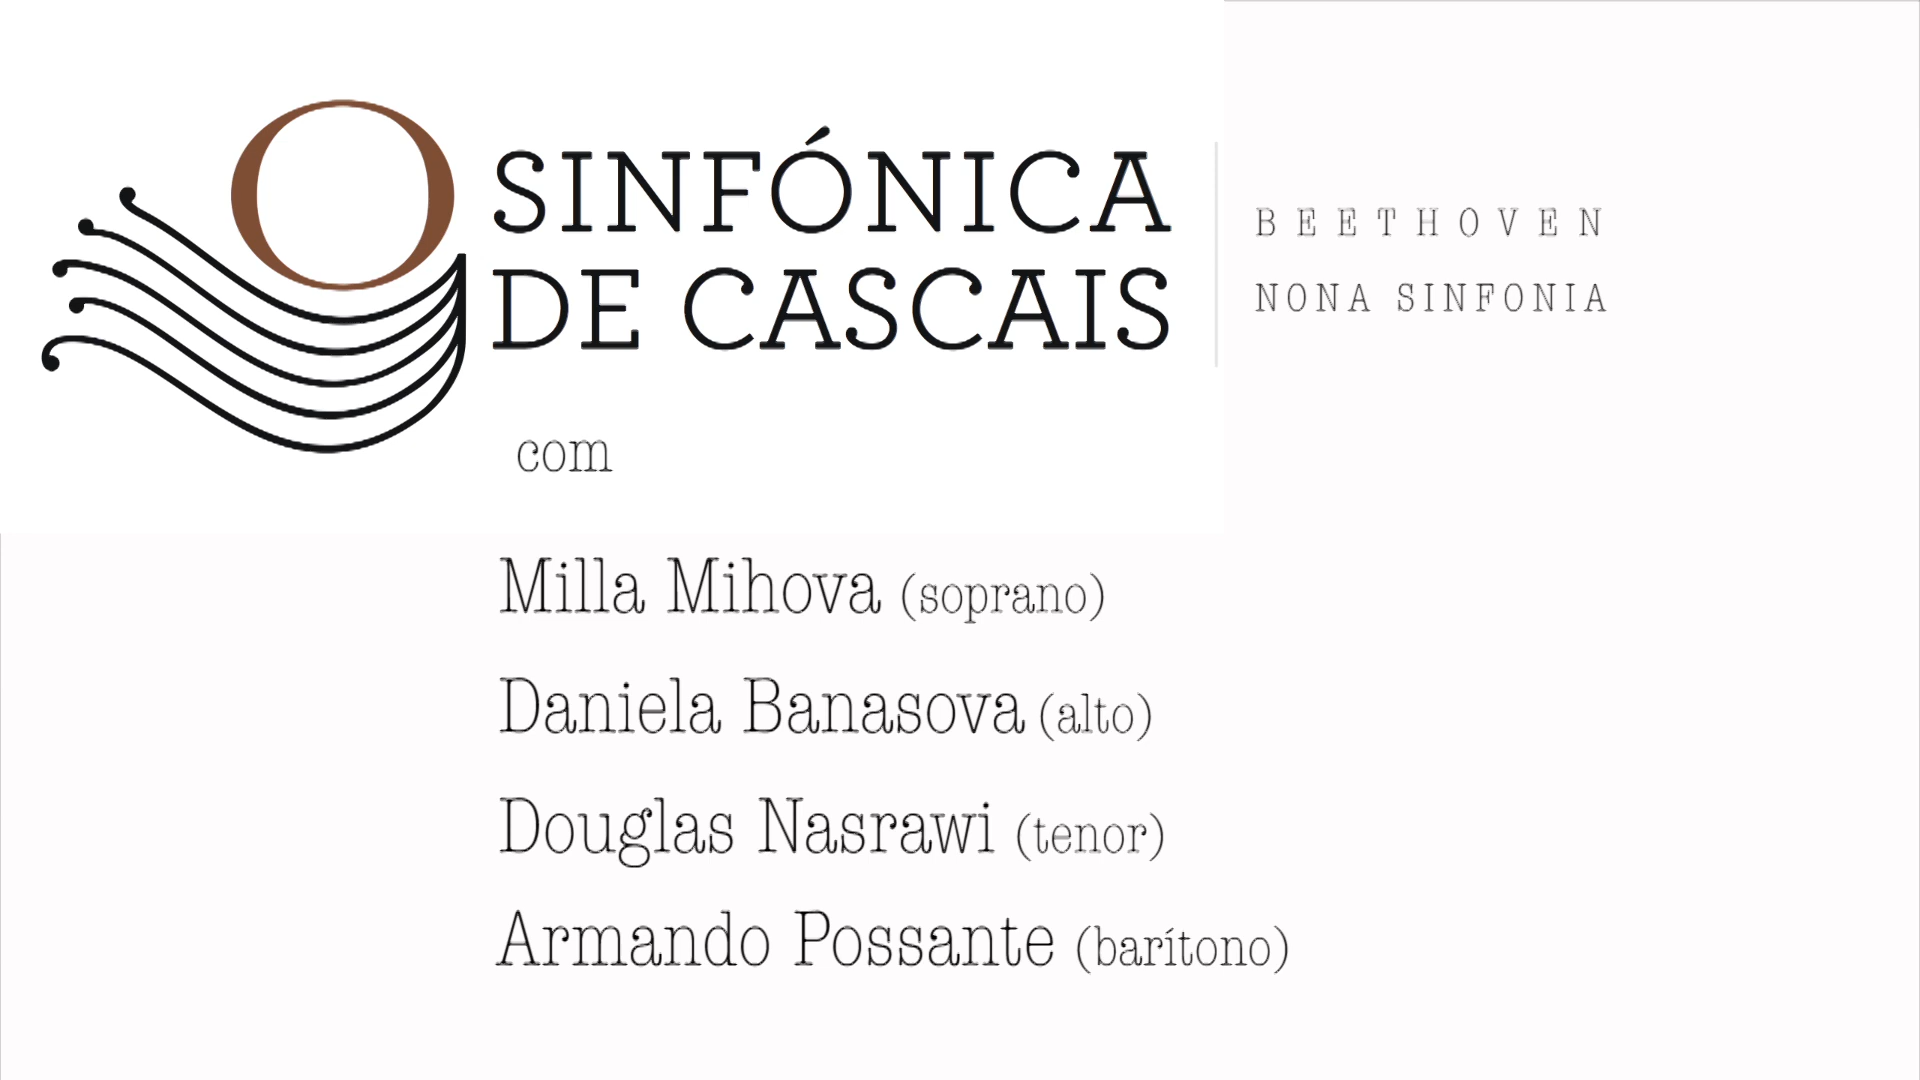 O SINFÓNICA
DE CASCAIS
BEETHOVEN
NONA SINFONIA
com
Milla Mihova (soprano)
Daniela Banasova (alto)
Douglas Nasrawi (tenor)
Armando Possante (barítono)